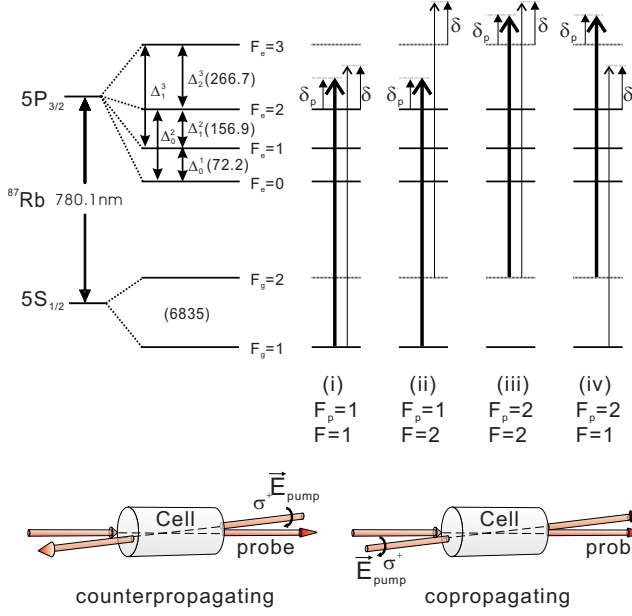 F_e=3
Δ_2^3(266.7)
Δ_1^3
5P_3/2
F_e=2
Δ_1^2(156.9)
Δ_0^2
F_e=1
Δ_0^1(72.2)
F_e=0
^87Rb 780.1nm
F_g=2
5S_1/2
(6835)
F_g=1
δ_p δ
δ_p δ
δ_p δ
δ_p δ
(i) (ii) (iii) (iv)
F_p=1 F_p=1 F_p=2 F_p=2
F=1 F=2 F=2 F=1
Cell σ^+ E_pump
probe
counterpropagating
Cell
prob
E_pump σ^+
copropagating